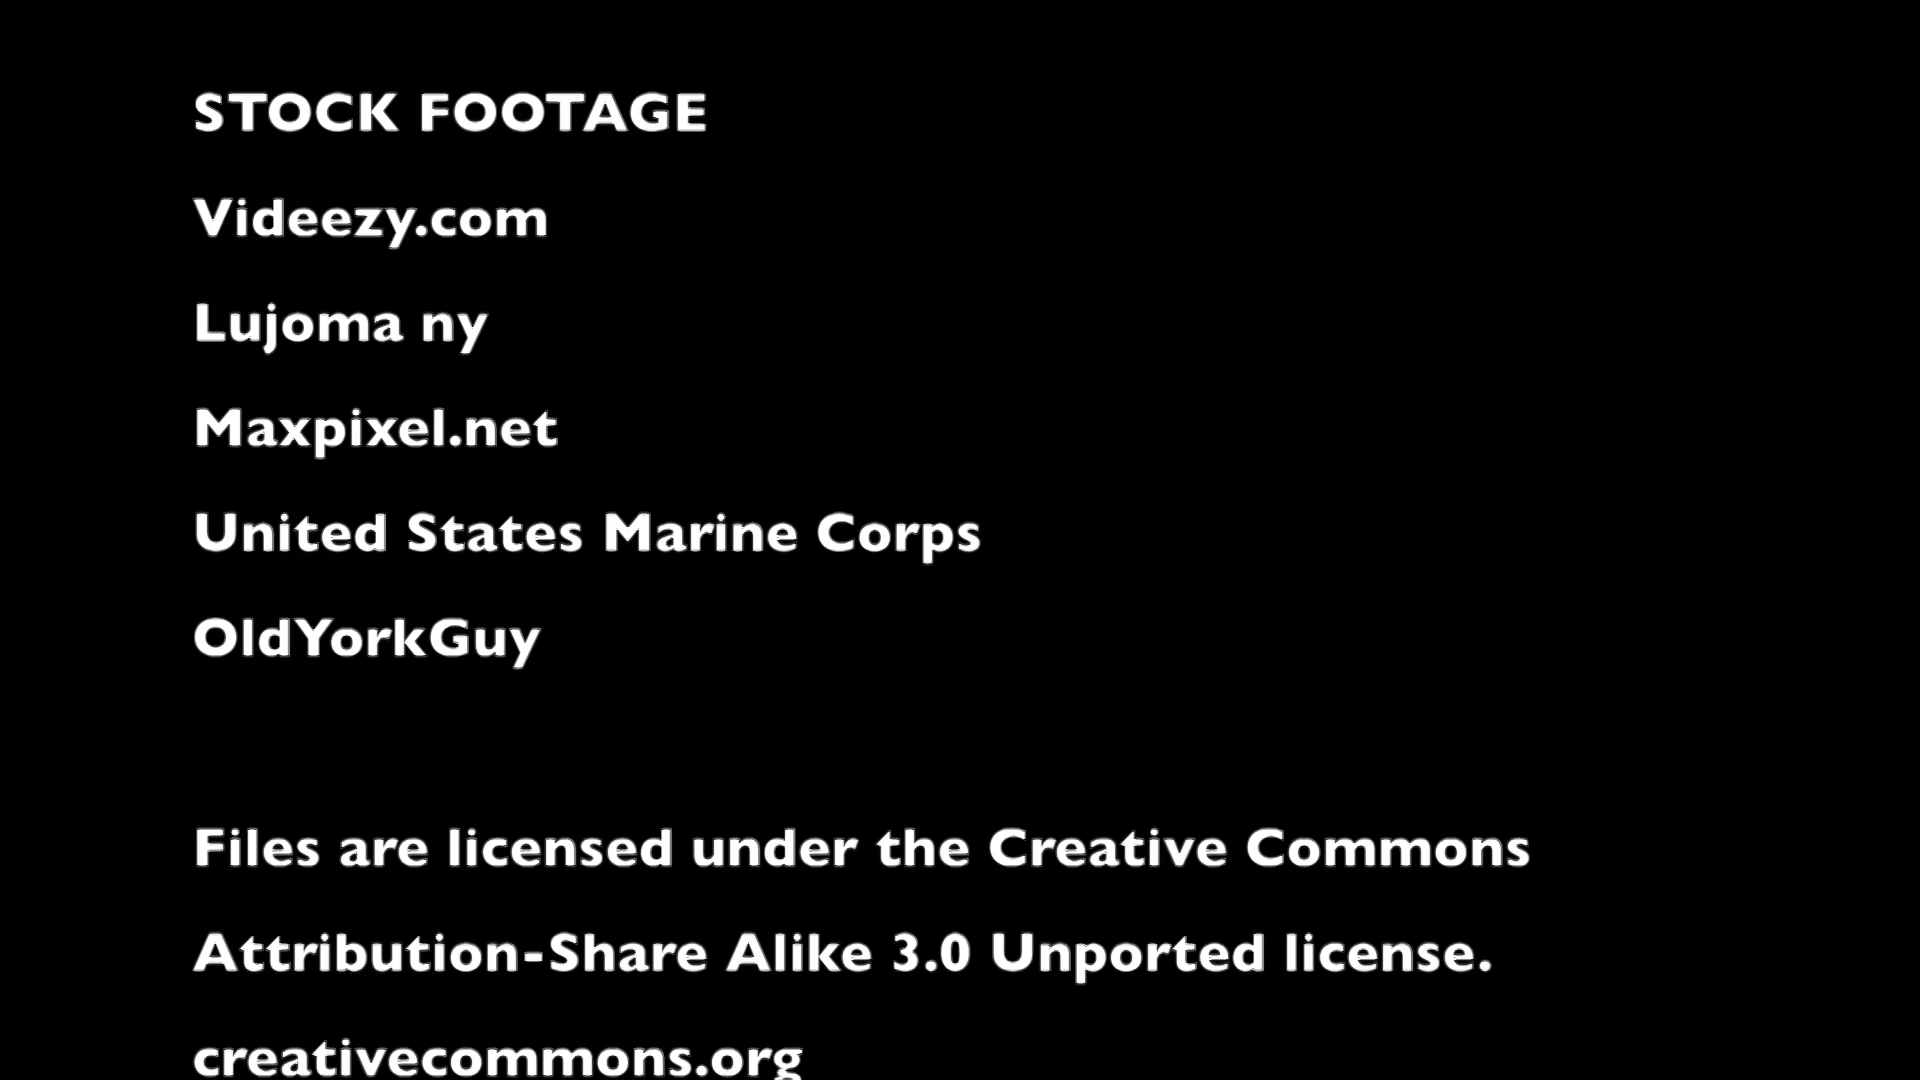 STOCK FOOTAGE
Videezy.com
Lujoma ny
Maxpixel.net
United States Marine Corps
OldYorkGuy
Files are licensed under the Creative Commons
Attribution-Share Alike 3.0 Unported license.
creativecommons.org